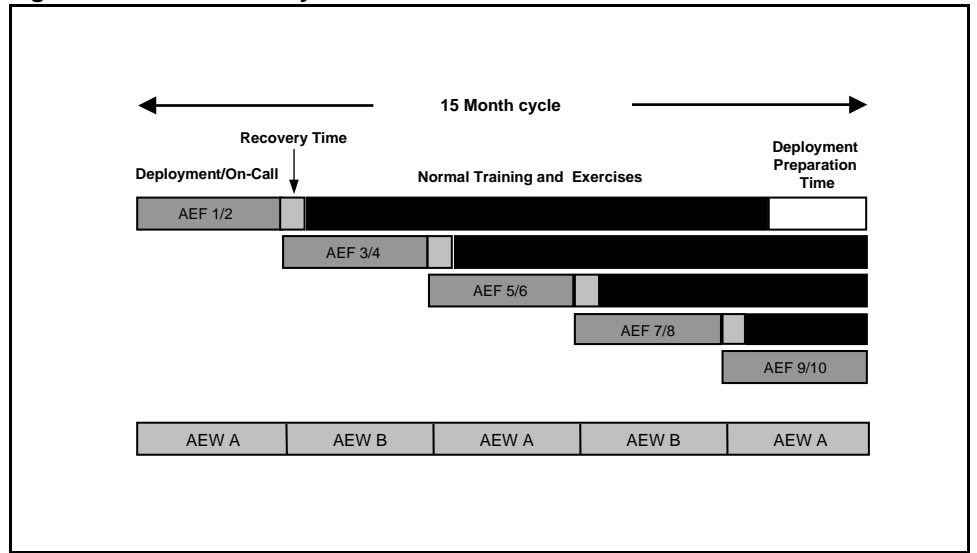 15 Month cycle
Recovery Time
Deployment/On-Call
Normal Training and Exercises
Deployment
Preparation
Time
AEF 1/2
AEF 3/4
AEF 5/6
AEF 7/8
AEF 9/10
AEW A
AEW B
AEW A
AEW B
AEW A